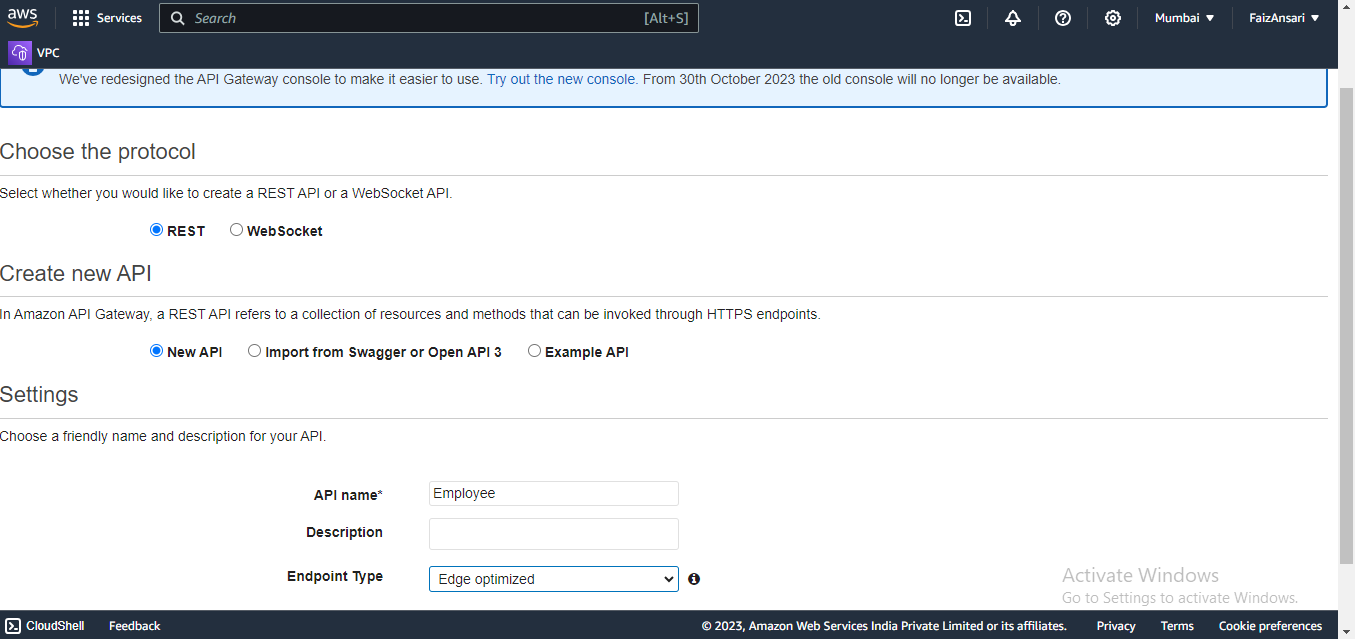 aws Services Search [Alt+S] Mumbai FaizAnsari
VPC
We've redesigned the API Gateway console to make it easier to use. Try out the new console. From 30th October 2023 the old console will no longer be available.
Choose the protocol
Select whether you would like to create a REST API or a WebSocket API.
REST WebSocket
Create new API
In Amazon API Gateway, a REST API refers to a collection of resources and methods that can be invoked through HTTPS endpoints.
New API Import from Swagger or Open API 3 Example API
Settings
Choose a friendly name and description for your API.
API name* Employee
Description
Endpoint Type Edge optimized
Activate Windows
Go to Settings to activate Windows.
CloudShell Feedback © 2023, Amazon Web Services India Private Limited or its affiliates. Privacy Terms Cookie preferences